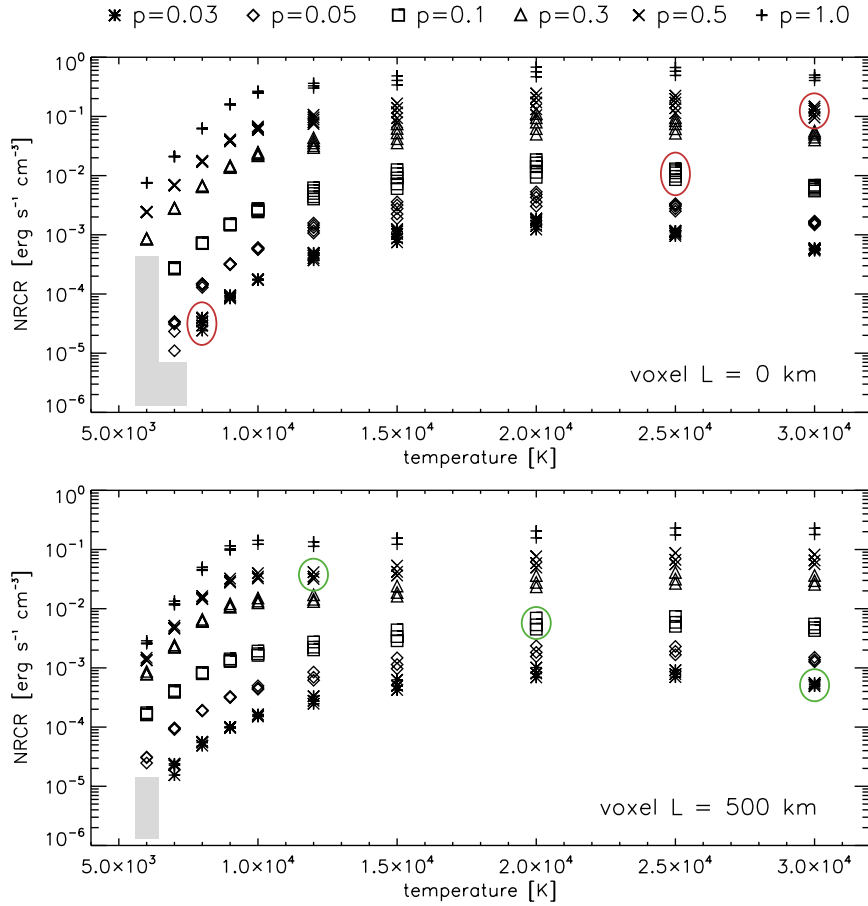 p=0.03 p=0.05 p=0.1 p=0.3 p=0.5 p=1.0
10⁰
10⁻¹
10⁻²
10⁻³
10⁻⁴
10⁻⁵
10⁻⁶
NRCR [erg s⁻¹ cm⁻³]
voxel L = 0 km
5.0×10³ 1.0×10⁴ 1.5×10⁴ 2.0×10⁴ 2.5×10⁴ 3.0×10⁴
temperature [K]
10⁰
10⁻¹
10⁻²
10⁻³
10⁻⁴
10⁻⁵
10⁻⁶
NRCR [erg s⁻¹ cm⁻³]
voxel L = 500 km
5.0×10³ 1.0×10⁴ 1.5×10⁴ 2.0×10⁴ 2.5×10⁴ 3.0×10⁴
temperature [K]